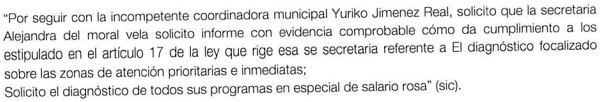 “Por seguir con la incompetente coordinadora municipal Yuriko Jimenez Real, solicito que la secretaria
Alejandra del moral vela solicito informe con evidencia comprobable cómo da cumplimiento a los
estipulado en el artículo 17 de la ley que rige esa se secretaria referente a El diagnóstico focalizado
sobre las zonas de atención prioritarias e inmediatas;
Solicito el diagnóstico de todos sus programas en especial de salario rosa” (sic).